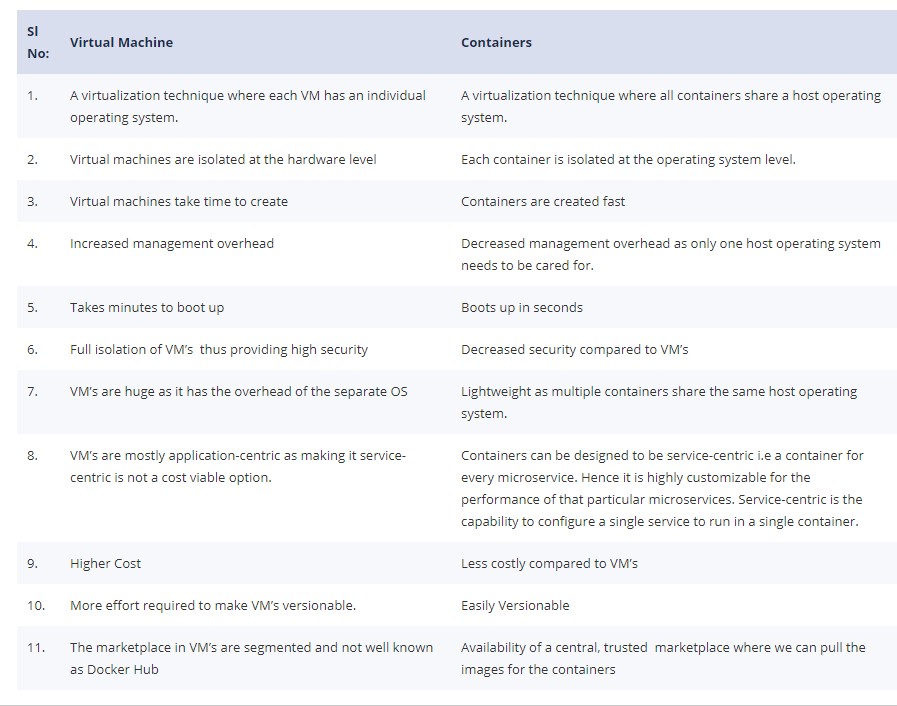 Sl
No:
Virtual Machine
Containers
1.
A virtualization technique where each VM has an individual
operating system.
A virtualization technique where all containers share a host operating
system.
2.
Virtual machines are isolated at the hardware level
Each container is isolated at the operating system level.
3.
Virtual machines take time to create
Containers are created fast
4.
Increased management overhead
Decreased management overhead as only one host operating system
needs to be cared for.
5.
Takes minutes to boot up
Boots up in seconds
6.
Full isolation of VM’s  thus providing high security
Decreased security compared to VM’s
7.
VM’s are huge as it has the overhead of the separate OS
Lightweight as multiple containers share the same host operating
system.
8.
VM’s are mostly application-centric as making it service-
centric is not a cost viable option.
Containers can be designed to be service-centric i.e a container for
every microservice. Hence it is highly customizable for the
performance of that particular microservices. Service-centric is the
capability to configure a single service to run in a single container.
9.
Higher Cost
Less costly compared to VM’s
10.
More effort required to make VM’s versionable.
Easily Versionable
11.
The marketplace in VM’s are segmented and not well known
as Docker Hub
Availability of a central, trusted  marketplace where we can pull the
images for the containers